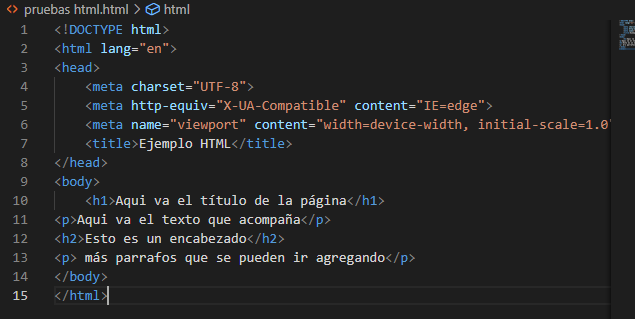 pruebas html.html > html
1 <!DOCTYPE html>
2 <html lang="en">
3 <head>
4 <meta charset="UTF-8">
5 <meta http-equiv="X-UA-Compatible" content="IE=edge">
6 <meta name="viewport" content="width=device-width, initial-scale=1.0"
7 <title>Ejemplo HTML</title>
8 </head>
9 <body>
10 <h1>Aqui va el título de la página</h1>
11 <p>Aqui va el texto que acompaña</p>
12 <h2>Esto es un encabezado</h2>
13 <p> más parrafos que se pueden ir agregando</p>
14 </body>
15 </html>